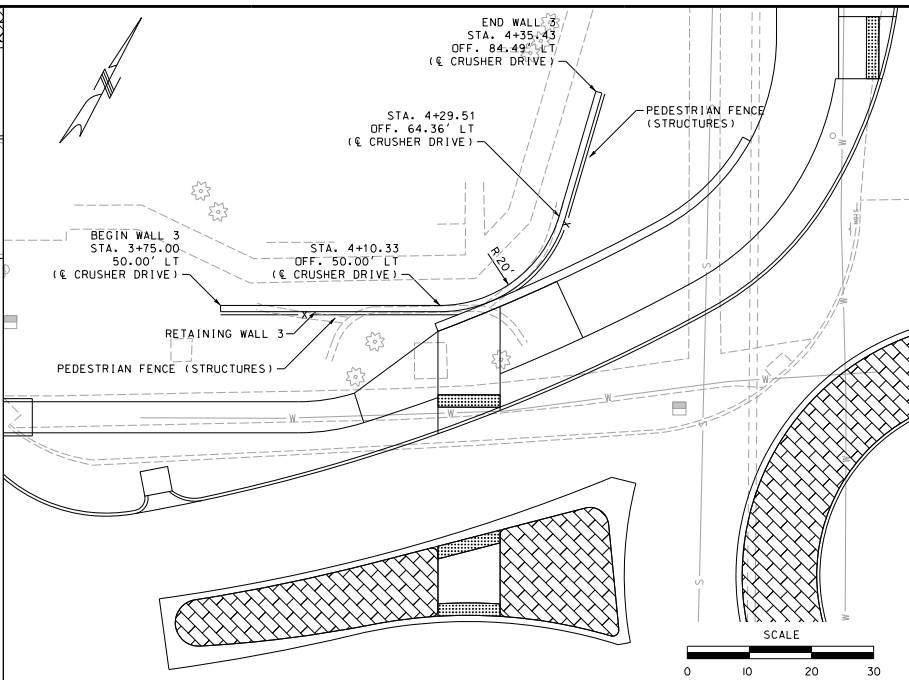 END WALL 3
STA. 4+35.43
OFF. 84.49' LT
(℄ CRUSHER DRIVE)
STA. 4+29.51
OFF. 64.36' LT
(℄ CRUSHER DRIVE)
PEDESTRIAN FENCE
(STRUCTURES)
BEGIN WALL 3
STA. 3+75.00
50.00' LT
(℄ CRUSHER DRIVE)
STA. 4+10.33
OFF. 50.00' LT
(℄ CRUSHER DRIVE)
R 20'
RETAINING WALL 3
PEDESTRIAN FENCE (STRUCTURES)
X
X
W
W
W
W
W
W
W
W
S
S
S
S
SCALE
0 10 20 30